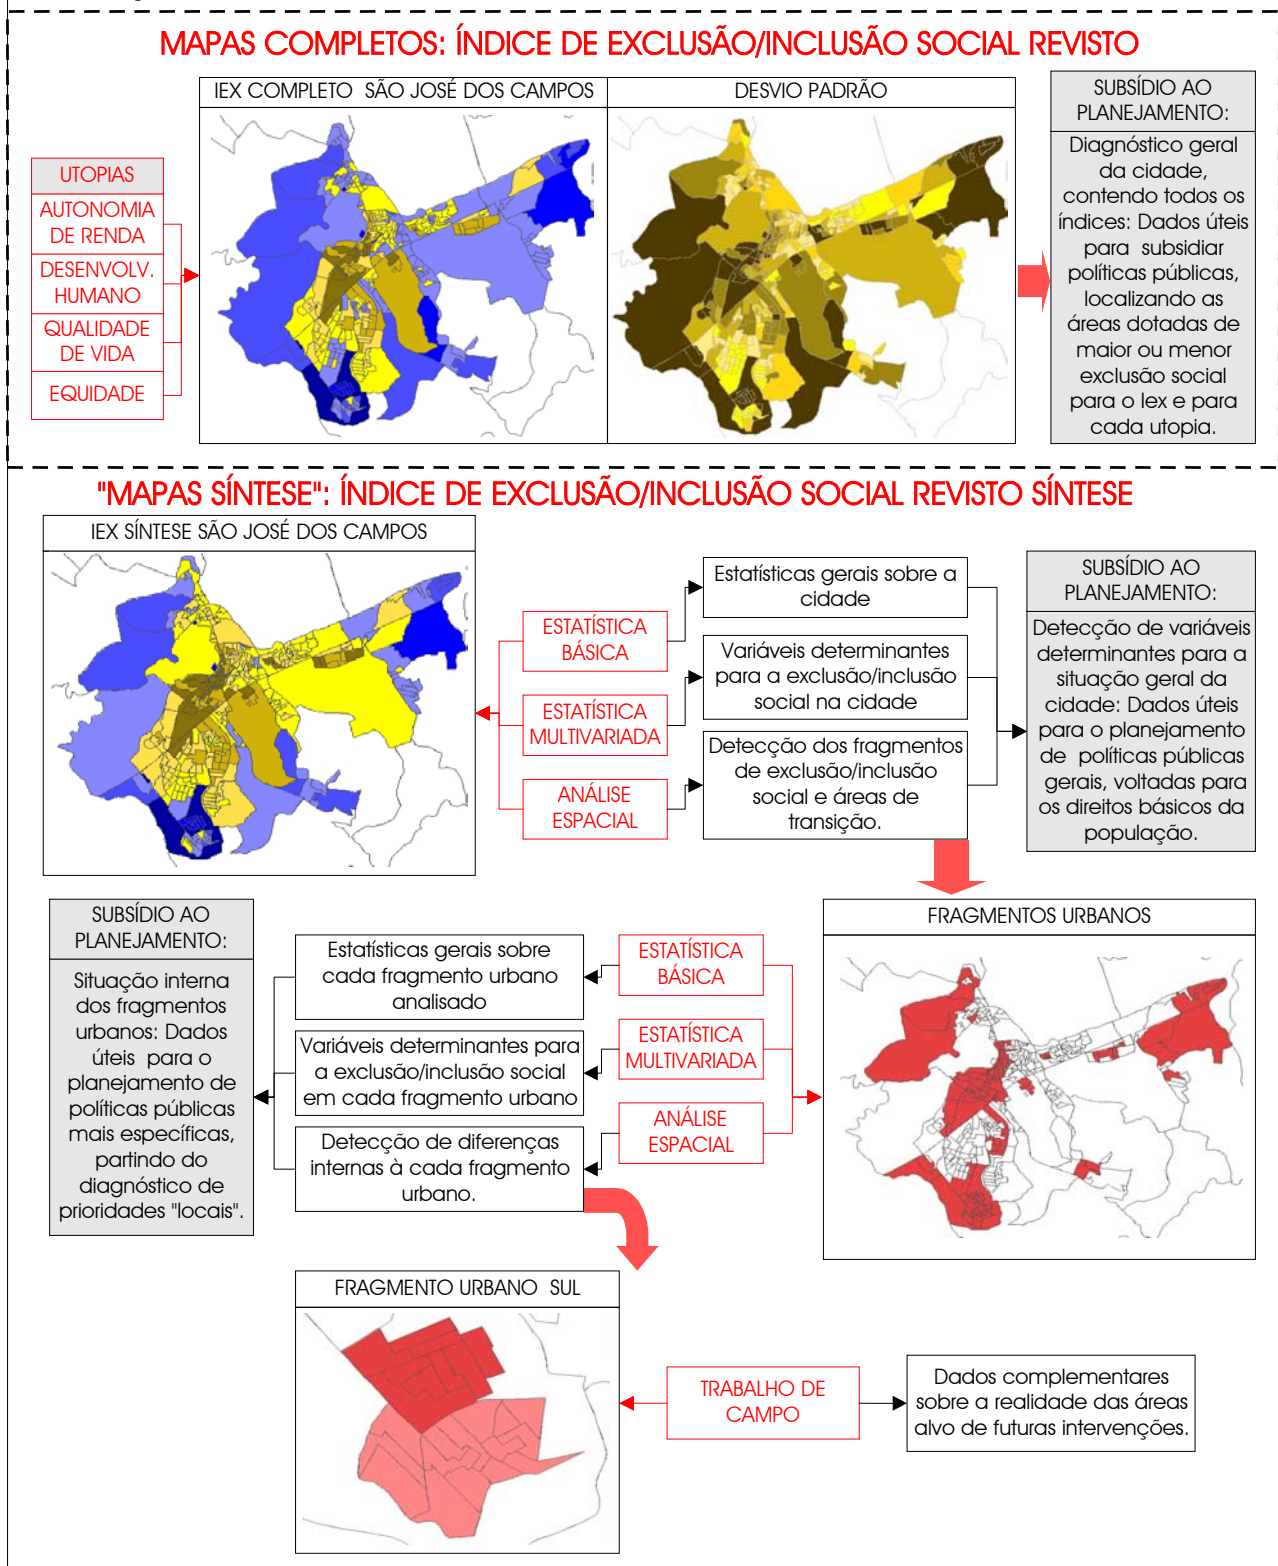 MAPAS COMPLETOS: ÍNDICE DE EXCLUSÃO/INCLUSÃO SOCIAL REVISTO
IEX COMPLETO SÃO JOSÉ DOS CAMPOS
DESVIO PADRÃO
UTOPIAS
AUTONOMIA
DE RENDA
DESENVOLV.
HUMANO
QUALIDADE
DE VIDA
EQUIDADE
SUBSÍDIO AO
PLANEJAMENTO:
Diagnóstico geral
da cidade,
contendo todos os
índices: Dados úteis
para subsidiar
políticas públicas,
localizando as
áreas dotadas de
maior ou menor
exclusão social
para o Iex e para
cada utopia.
"MAPAS SÍNTESE": ÍNDICE DE EXCLUSÃO/INCLUSÃO SOCIAL REVISTO SÍNTESE
IEX SÍNTESE SÃO JOSÉ DOS CAMPOS
ESTATÍSTICA
BÁSICA
ESTATÍSTICA
MULTIVARIADA
ANÁLISE
ESPACIAL
Estatísticas gerais sobre a
cidade
Variáveis determinantes
para a exclusão/inclusão
social na cidade
Detecção dos fragmentos
de exclusão/inclusão
social e áreas de
transição.
SUBSÍDIO AO
PLANEJAMENTO:
Detecção de variáveis
determinantes para a
situação geral da
cidade: Dados úteis
para o planejamento
de políticas públicas
gerais, voltadas para
os direitos básicos da
população.
SUBSÍDIO AO
PLANEJAMENTO:
Situação interna
dos fragmentos
urbanos: Dados
úteis para o
planejamento de
políticas públicas
mais específicas,
partindo do
diagnóstico de
prioridades "locais".
Estatísticas gerais sobre
cada fragmento urbano
analisado
Variáveis determinantes para
a exclusão/inclusão social
em cada fragmento urbano
Detecção de diferenças
internas à cada fragmento
urbano.
ESTATÍSTICA
BÁSICA
ESTATÍSTICA
MULTIVARIADA
ANÁLISE
ESPACIAL
FRAGMENTOS URBANOS
FRAGMENTO URBANO SUL
TRABALHO DE
CAMPO
Dados complementares
sobre a realidade das áreas
alvo de futuras intervenções.